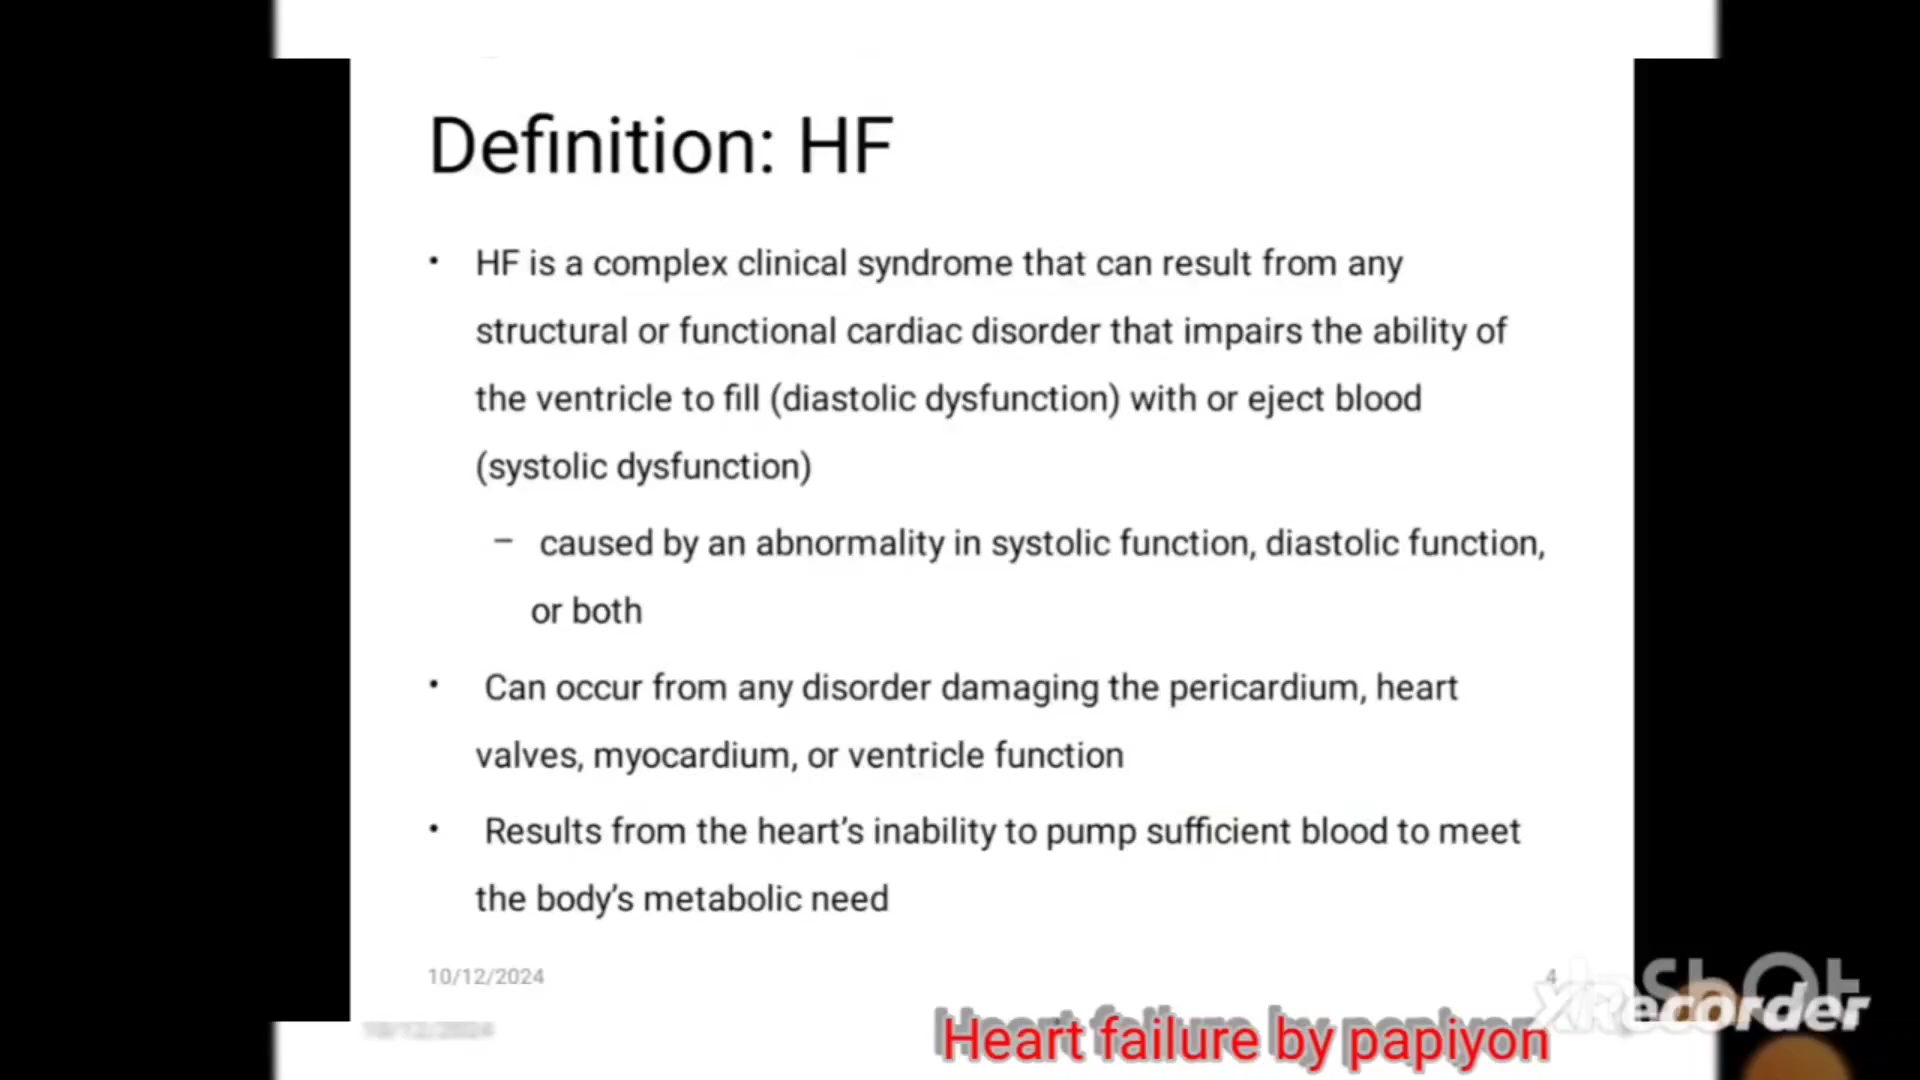 Definition: HF
• HF is a complex clinical syndrome that can result from any
structural or functional cardiac disorder that impairs the ability of
the ventricle to fill (diastolic dysfunction) with or eject blood
(systolic dysfunction)
– caused by an abnormality in systolic function, diastolic function,
or both
• Can occur from any disorder damaging the pericardium, heart
valves, myocardium, or ventricle function
• Results from the heart’s inability to pump sufficient blood to meet
the body’s metabolic need
10/12/2024
4
XRecorder
10/12/2024
Heart failure by papiyon